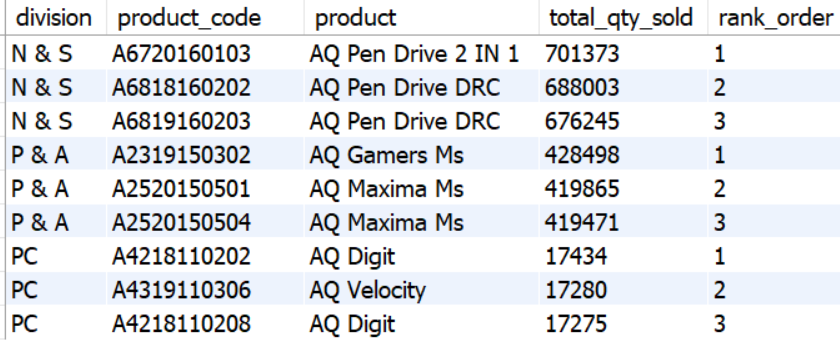 division product_code product total_qty_sold rank_order
N & S A6720160103 AQ Pen Drive 2 IN 1 701373 1
N & S A6818160202 AQ Pen Drive DRC 688003 2
N & S A6819160203 AQ Pen Drive DRC 676245 3
P & A A2319150302 AQ Gamers Ms 428498 1
P & A A2520150501 AQ Maxima Ms 419865 2
P & A A2520150504 AQ Maxima Ms 419471 3
PC A4218110202 AQ Digit 17434 1
PC A4319110306 AQ Velocity 17280 2
PC A4218110208 AQ Digit 17275 3